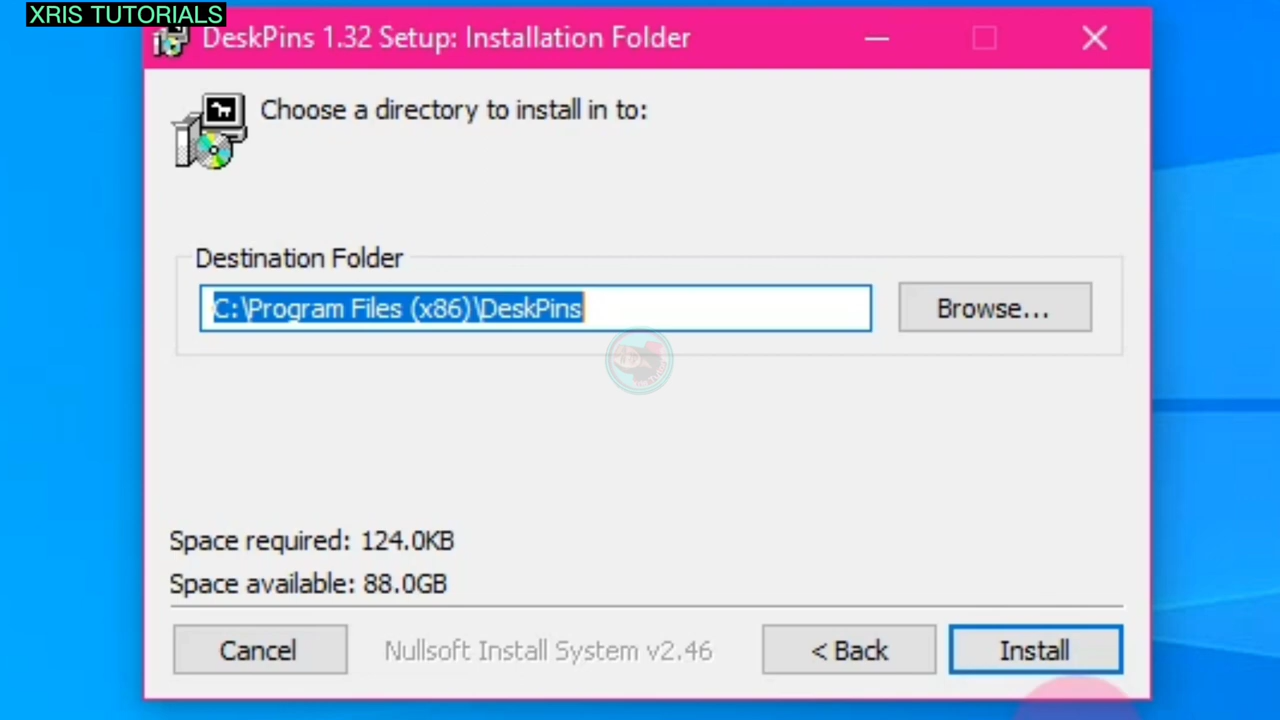 XRIS TUTORIALS
DeskPins 1.32 Setup: Installation Folder
Choose a directory to install in to:
Destination Folder
C:\Program Files (x86)\DeskPins
Browse...
Space required: 124.0KB
Space available: 88.0GB
Cancel
Nullsoft Install System v2.46
< Back
Install